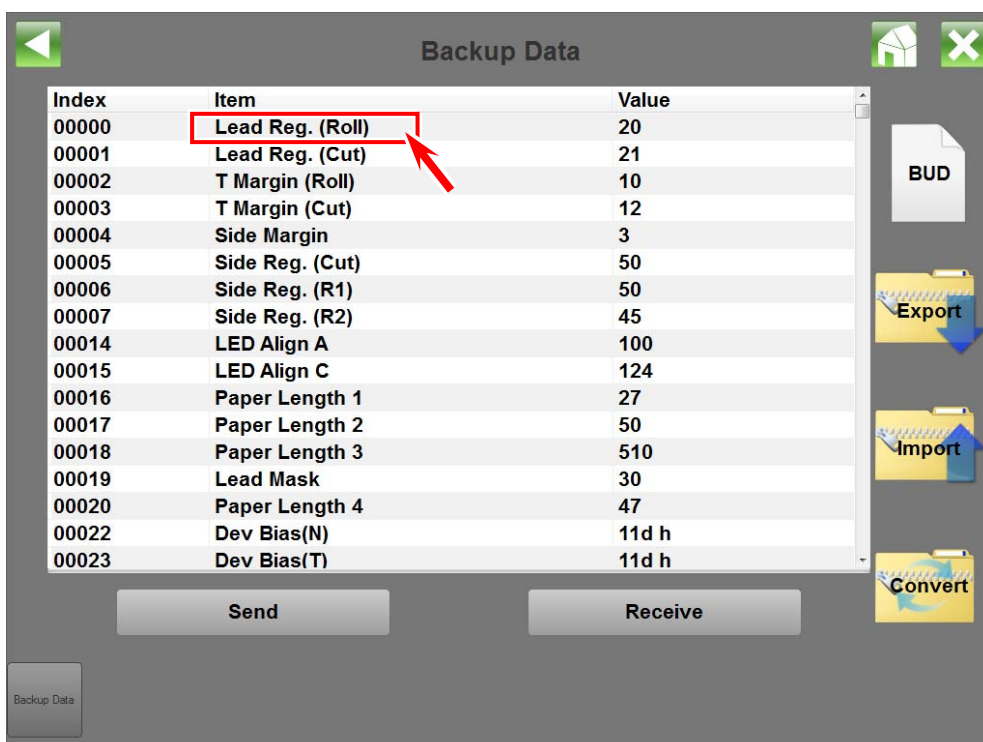 Backup Data
Index Item Value
00000 Lead Reg. (Roll) 20
00001 Lead Reg. (Cut) 21
00002 T Margin (Roll) 10
00003 T Margin (Cut) 12
00004 Side Margin 3
00005 Side Reg. (Cut) 50
00006 Side Reg. (R1) 50
00007 Side Reg. (R2) 45
00014 LED Align A 100
00015 LED Align C 124
00016 Paper Length 1 27
00017 Paper Length 2 50
00018 Paper Length 3 510
00019 Lead Mask 30
00020 Paper Length 4 47
00022 Dev Bias(N) 11d h
00023 Dev Bias(T) 11d h
BUD
Export
Import
Convert
Send Receive
Backup Data